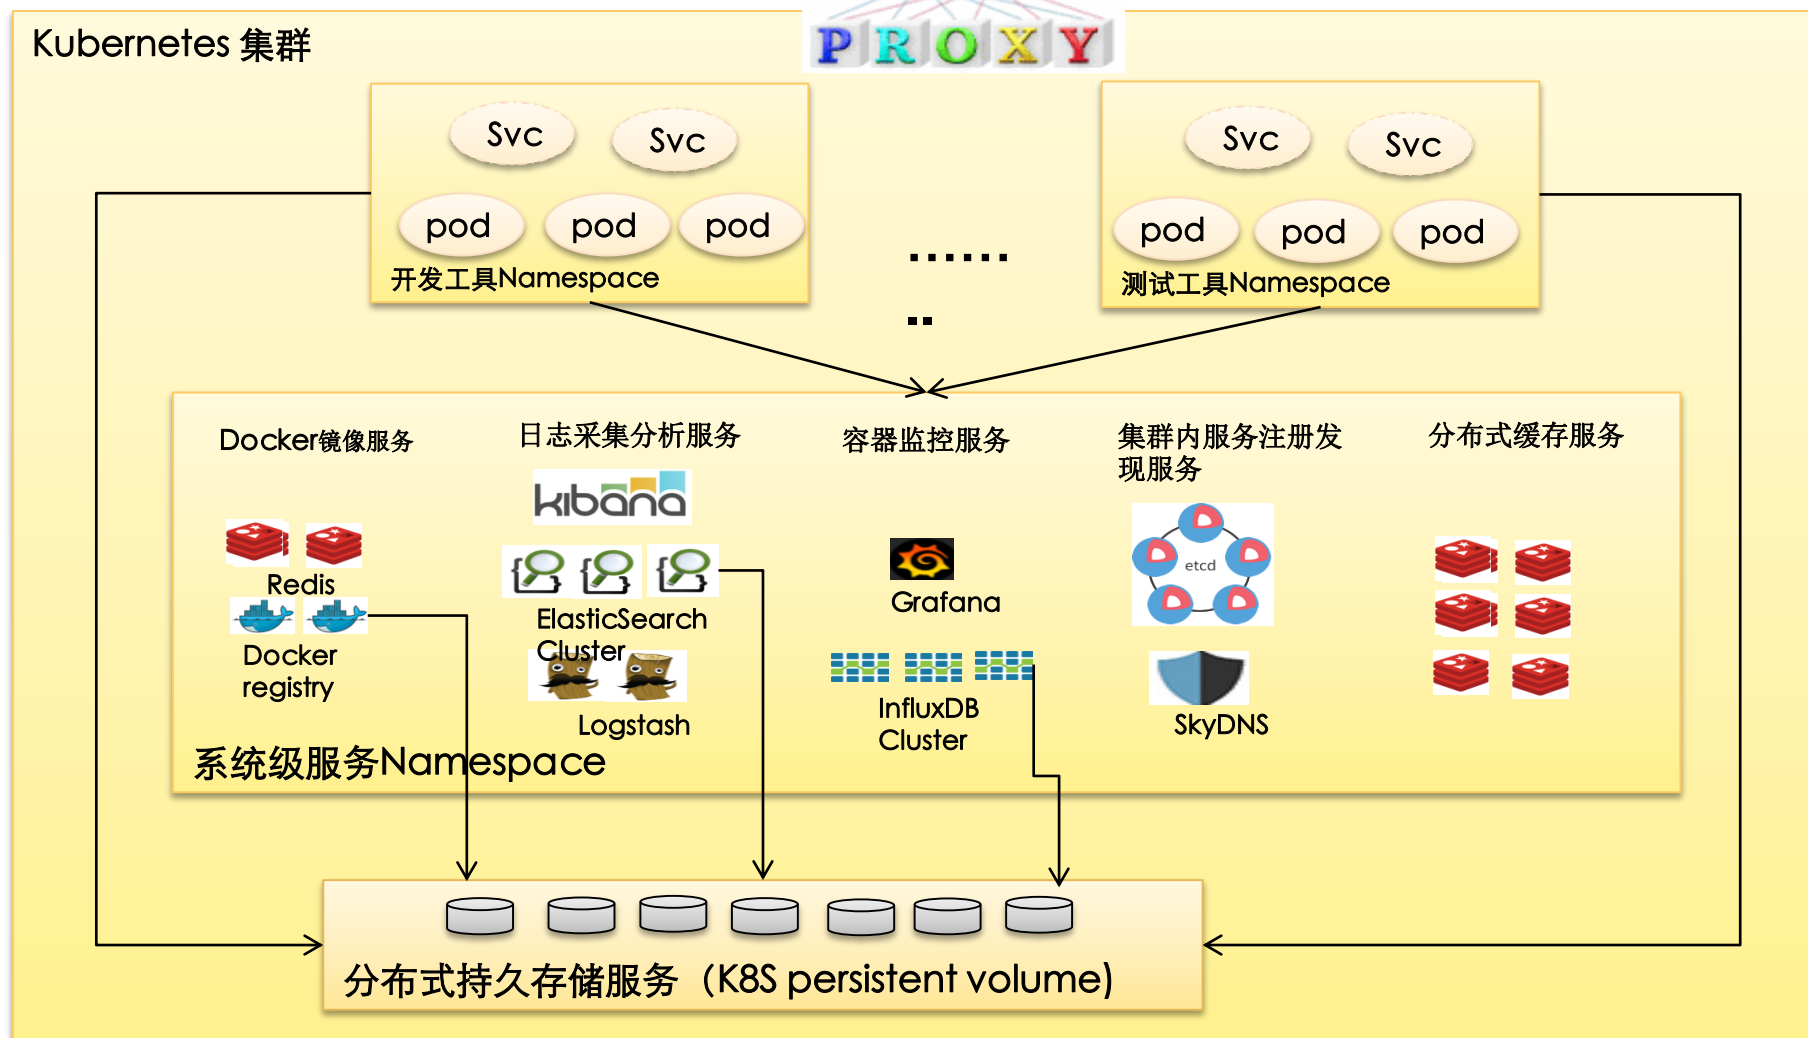 Kubernetes 集群
PROXY
Svc
Svc
pod
pod
pod
开发工具Namespace
......
..
Svc
Svc
pod
pod
pod
测试工具Namespace
Docker镜像服务
Redis
Docker
registry
日志采集分析服务
kibana
ElasticSearch
Cluster
Logstash
容器监控服务
Grafana
InfluxDB
Cluster
集群内服务注册发
现服务
etcd
SkyDNS
分布式缓存服务
系统级服务Namespace
分布式持久存储服务（K8S persistent volume)